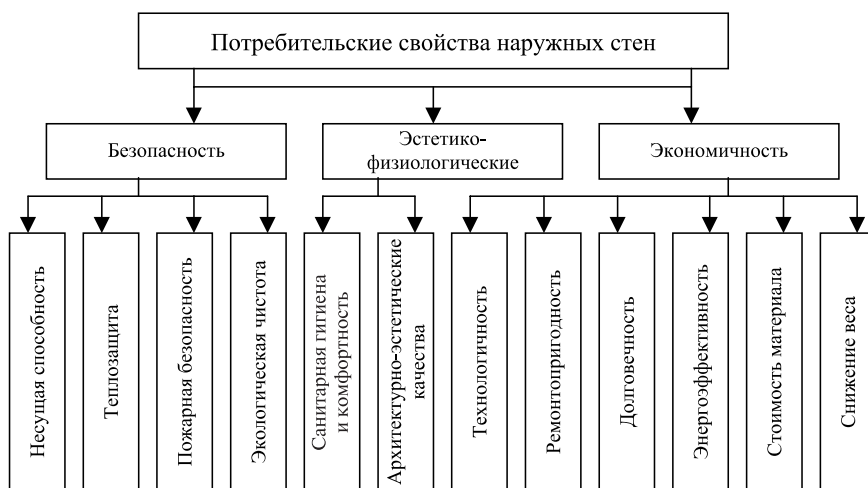 Потребительские свойства наружных стен
Безопасность
Эстетико-
физиологические
Экономичность
Несущая способность
Теплозащита
Пожарная безопасность
Экологическая чистота
Санитарная гигиена
и комфортность
Архитектурно-эстетические
качества
Технологичность
Ремонтопригодность
Долговечность
Энергоэффективность
Стоимость материала
Снижение веса